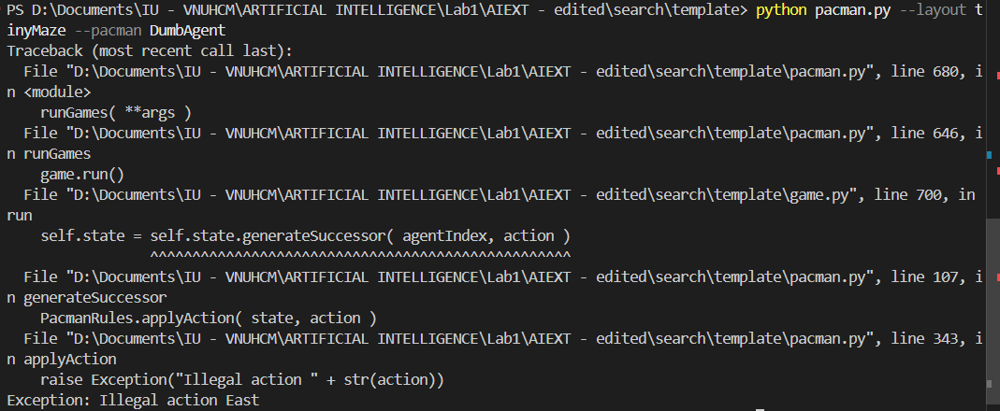 PS D:\Documents\IU - VNUHCM\ARTIFICIAL INTELLIGENCE\Lab1\AIEXT - edited\search\template> python pacman.py --layout t
inyMaze --pacman DumbAgent
Traceback (most recent call last):
  File "D:\Documents\IU - VNUHCM\ARTIFICIAL INTELLIGENCE\Lab1\AIEXT - edited\search\template\pacman.py", line 680, i
n <module>
    runGames( **args )
  File "D:\Documents\IU - VNUHCM\ARTIFICIAL INTELLIGENCE\Lab1\AIEXT - edited\search\template\pacman.py", line 646, i
n runGames
    game.run()
  File "D:\Documents\IU - VNUHCM\ARTIFICIAL INTELLIGENCE\Lab1\AIEXT - edited\search\template\game.py", line 700, in
run
    self.state = self.state.generateSuccessor( agentIndex, action )
                 ^^^^^^^^^^^^^^^^^^^^^^^^^^^^^^^^^^^^^^^^^^^^^^^^^^
  File "D:\Documents\IU - VNUHCM\ARTIFICIAL INTELLIGENCE\Lab1\AIEXT - edited\search\template\pacman.py", line 107, i
n generateSuccessor
    PacmanRules.applyAction( state, action )
  File "D:\Documents\IU - VNUHCM\ARTIFICIAL INTELLIGENCE\Lab1\AIEXT - edited\search\template\pacman.py", line 343, i
n applyAction
    raise Exception("Illegal action " + str(action))
Exception: Illegal action East